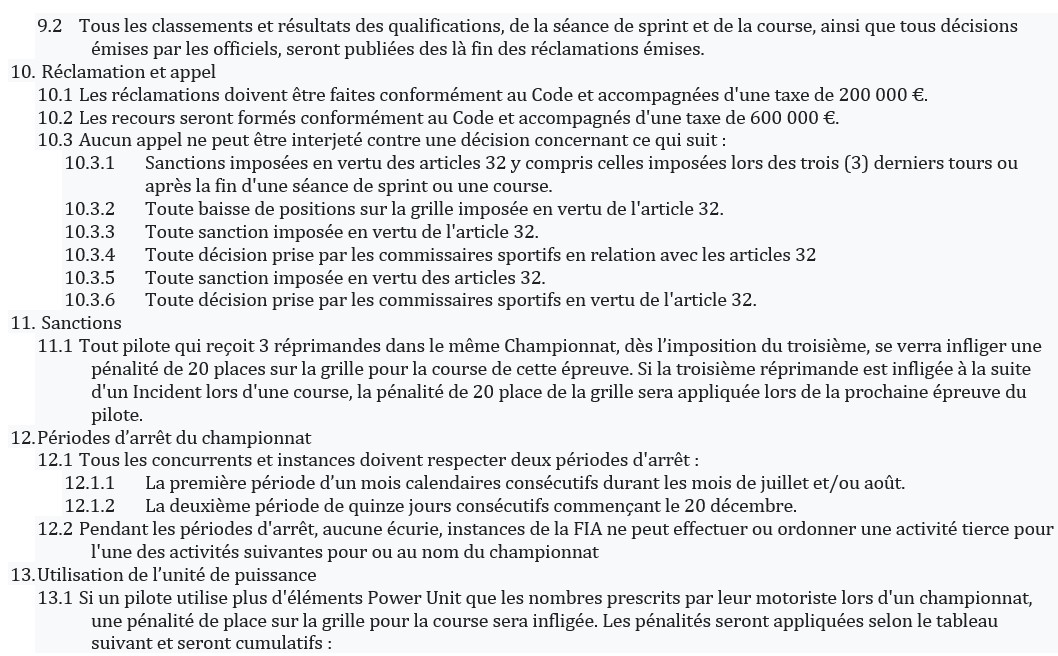 9.2 Tous les classements et résultats des qualifications, de la séance de sprint et de la course, ainsi que tous décisions
émises par les officiels, seront publiées des là fin des réclamations émises.
10. Réclamation et appel
10.1 Les réclamations doivent être faites conformément au Code et accompagnées d'une taxe de 200 000 €.
10.2 Les recours seront formés conformément au Code et accompagnés d'une taxe de 600 000 €.
10.3 Aucun appel ne peut être interjeté contre une décision concernant ce qui suit :
10.3.1 Sanctions imposées en vertu des articles 32 y compris celles imposées lors des trois (3) derniers tours ou
après la fin d'une séance de sprint ou une course.
10.3.2 Toute baisse de positions sur la grille imposée en vertu de l'article 32.
10.3.3 Toute sanction imposée en vertu de l'article 32.
10.3.4 Toute décision prise par les commissaires sportifs en relation avec les articles 32
10.3.5 Toute sanction imposée en vertu des articles 32.
10.3.6 Toute décision prise par les commissaires sportifs en vertu de l'article 32.
11. Sanctions
11.1 Tout pilote qui reçoit 3 réprimandes dans le même Championnat, dès l’imposition du troisième, se verra infliger une
pénalité de 20 places sur la grille pour la course de cette épreuve. Si la troisième réprimande est infligée à la suite
d'un Incident lors d'une course, la pénalité de 20 place de la grille sera appliquée lors de la prochaine épreuve du
pilote.
12.Périodes d’arrêt du championnat
12.1 Tous les concurrents et instances doivent respecter deux périodes d'arrêt :
12.1.1 La première période d’un mois calendaires consécutifs durant les mois de juillet et/ou août.
12.1.2 La deuxième période de quinze jours consécutifs commençant le 20 décembre.
12.2 Pendant les périodes d'arrêt, aucune écurie, instances de la FIA ne peut effectuer ou ordonner une activité tierce pour
l'une des activités suivantes pour ou au nom du championnat
13.Utilisation de l’unité de puissance
13.1 Si un pilote utilise plus d'éléments Power Unit que les nombres prescrits par leur motoriste lors d'un championnat,
une pénalité de place sur la grille pour la course sera infligée. Les pénalités seront appliquées selon le tableau
suivant et seront cumulatifs :